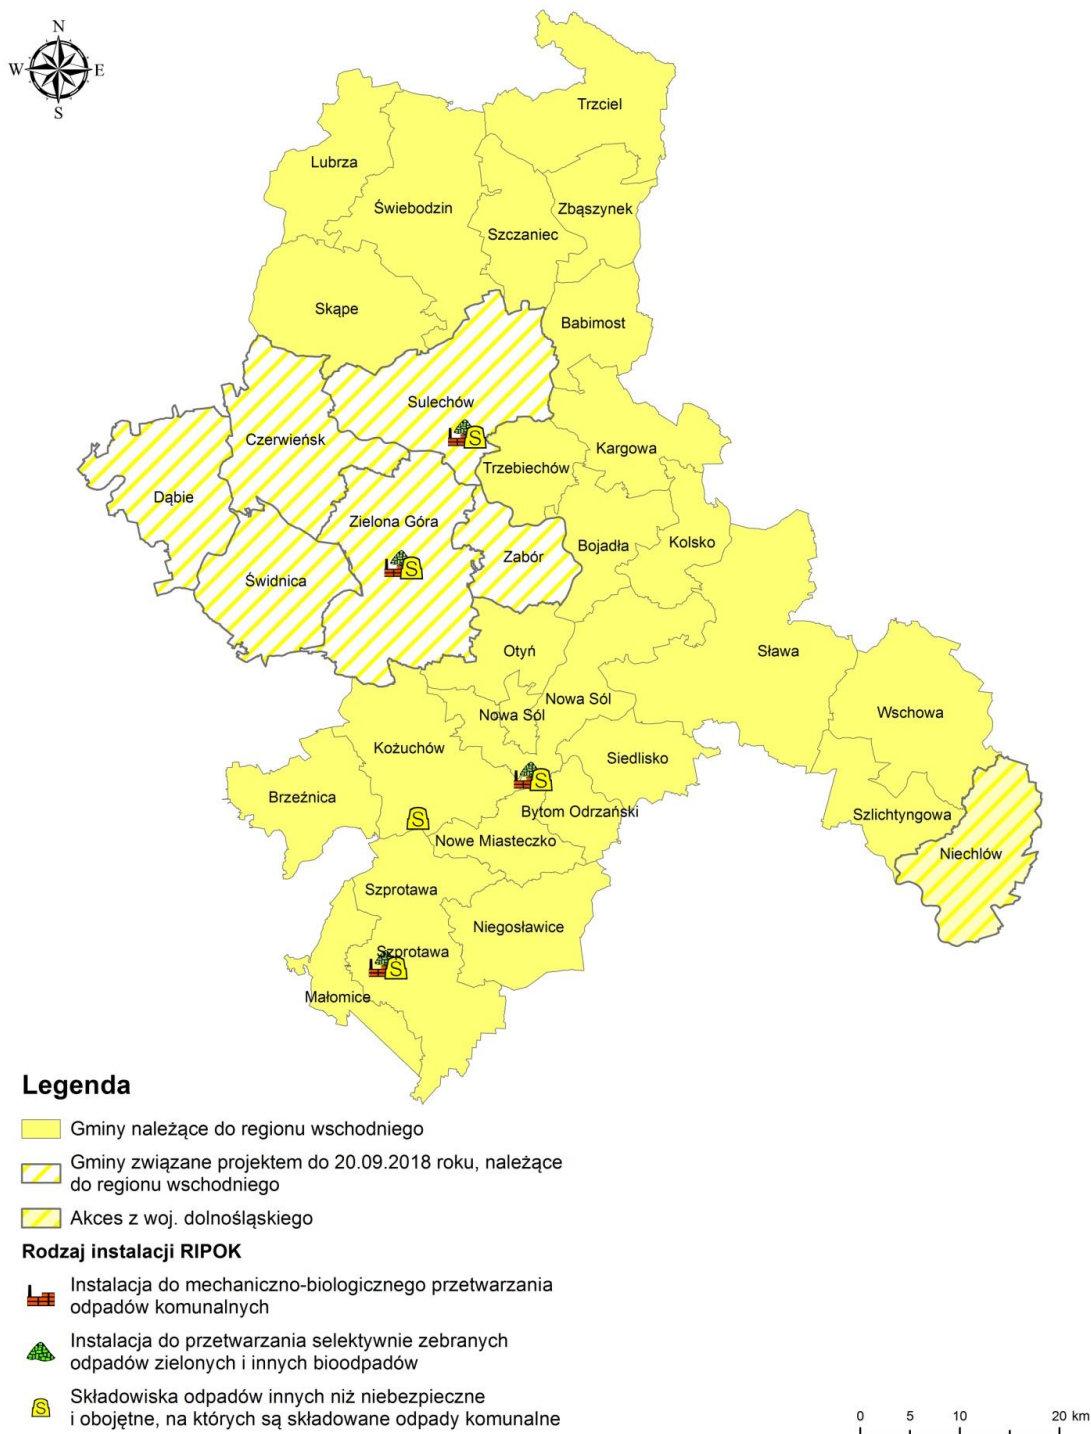 N
W
E
S
Trzciel
Lubrza
Świebodzin
Zbąszynek
Szczaniec
Skąpe
Babimost
Sulechów
S
Czerwieńsk
Kargowa
Trzebiechów
Dąbie
Zielona Góra
Bojadła
Kolsko
Zabór
S
Świdnica
Otyń
Sława
Nowa Sól
Nowa Sól
Wschowa
Kożuchów
Siedlisko
S
Brzeźnica
Bytom Odrzański
Szlichtyngowa
S
Nowe Miasteczko
Niechlów
Szprotawa
Niegosławice
Szprotawa
S
Małomice
Legenda
Gminy należące do regionu wschodniego
Gminy związane projektem do 20.09.2018 roku, należące
do regionu wschodniego
Akces z woj. dolnośląskiego
Rodzaj instalacji RIPOK
Instalacja do mechaniczno-biologicznego przetwarzania
odpadów komunalnych
Instalacja do przetwarzania selektywnie zebranych
odpadów zielonych i innych bioodpadów
S
Składowiska odpadów innych niż niebezpieczne
i obojętne, na których są składowane odpady komunalne
0 5 10 20 km